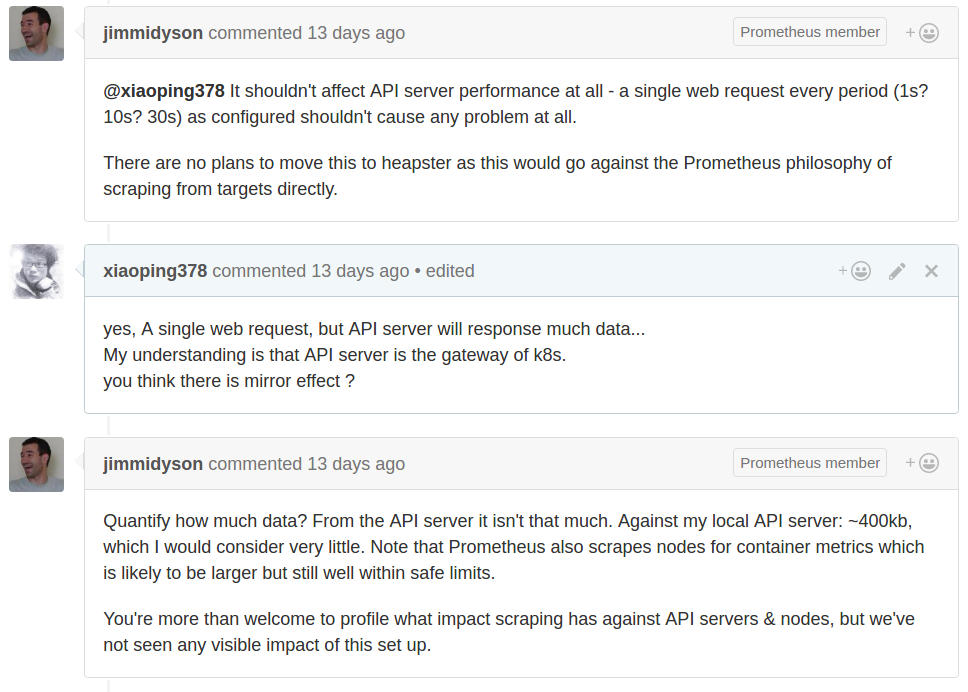 jimmidyson commented 13 days ago Prometheus member +
@xiaoping378 It shouldn't affect API server performance at all - a single web request every period (1s?
10s? 30s) as configured shouldn't cause any problem at all.
There are no plans to move this to heapster as this would go against the Prometheus philosophy of
scraping from targets directly.
xiaoping378 commented 13 days ago • edited +
yes, A single web request, but API server will response much data...
My understanding is that API server is the gateway of k8s.
you think there is mirror effect ?
jimmidyson commented 13 days ago Prometheus member +
Quantify how much data? From the API server it isn't that much. Against my local API server: ~400kb,
which I would consider very little. Note that Prometheus also scrapes nodes for container metrics which
is likely to be larger but still well within safe limits.
You're more than welcome to profile what impact scraping has against API servers & nodes, but we've
not seen any visible impact of this set up.